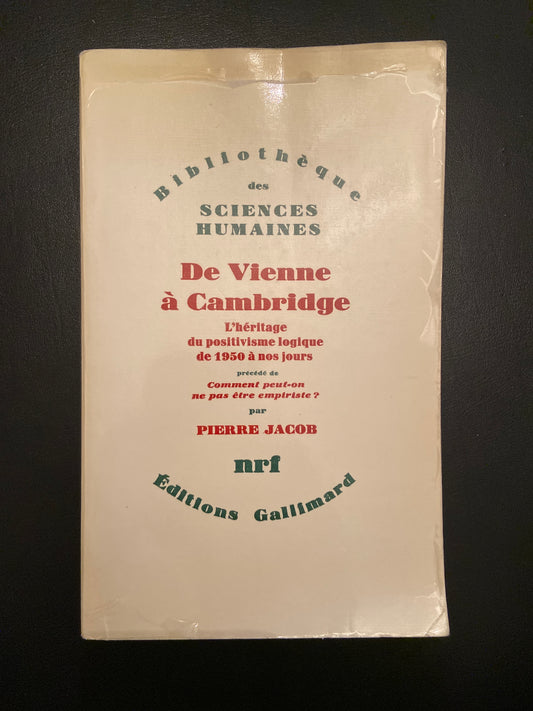 Bibliothèque
des
SCIENCES
HUMAINES
De Vienne
à Cambridge
L'héritage
du positivisme logique
de 1950 à nos jours
précédé de
Comment peut-on
ne pas être empiriste ?
par
PIERRE JACOB
nrf
Éditions Gallimard